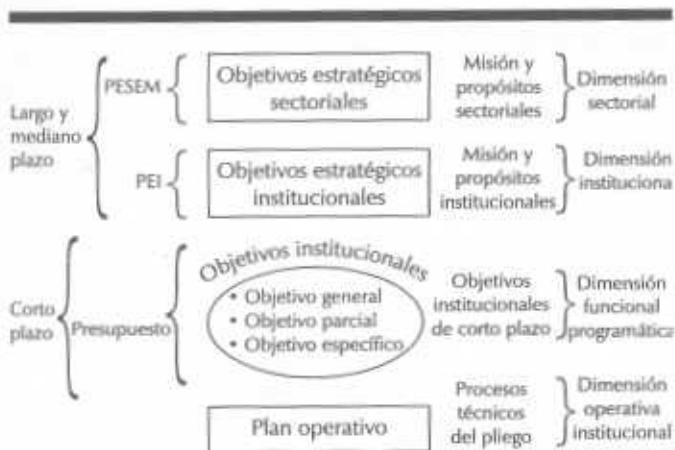 Largo y
mediano
plazo
PESEM
Objetivos estratégicos
sectoriales
Misión y
propósitos
sectoriales
Dimensión
sectorial
PEI
Objetivos estratégicos
institucionales
Misión y
propósitos
institucionales
Dimensión
instituciona
Corto
plazo
Presupuesto
Objetivos institucionales
• Objetivo general
• Objetivo parcial
• Objetivo específico
Objetivos
institucionales
de corto plazo
Dimensión
funcional
programática
Plan operativo
Procesos
técnicos
del pliego
Dimensión
operativa
institucional